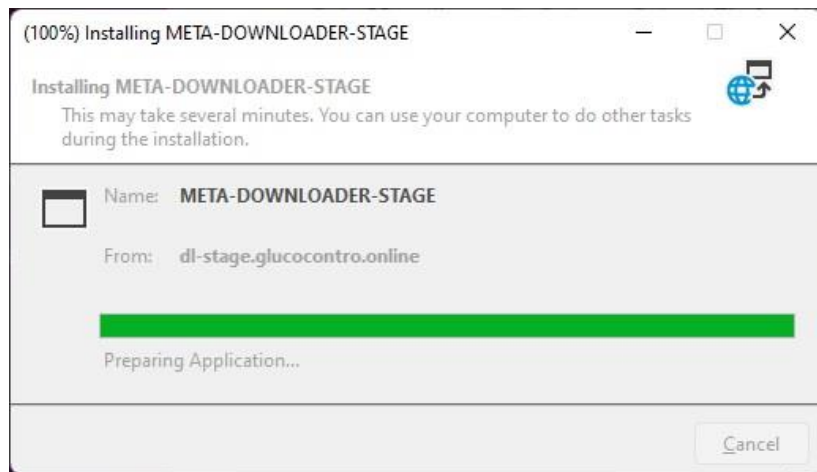 (100%) Installing META-DOWNLOADER-STAGE
Installing META-DOWNLOADER-STAGE
This may take several minutes. You can use your computer to do other tasks
during the installation.
Name: META-DOWNLOADER-STAGE
From: dl-stage.glucocontro.online
Preparing Application...
Cancel